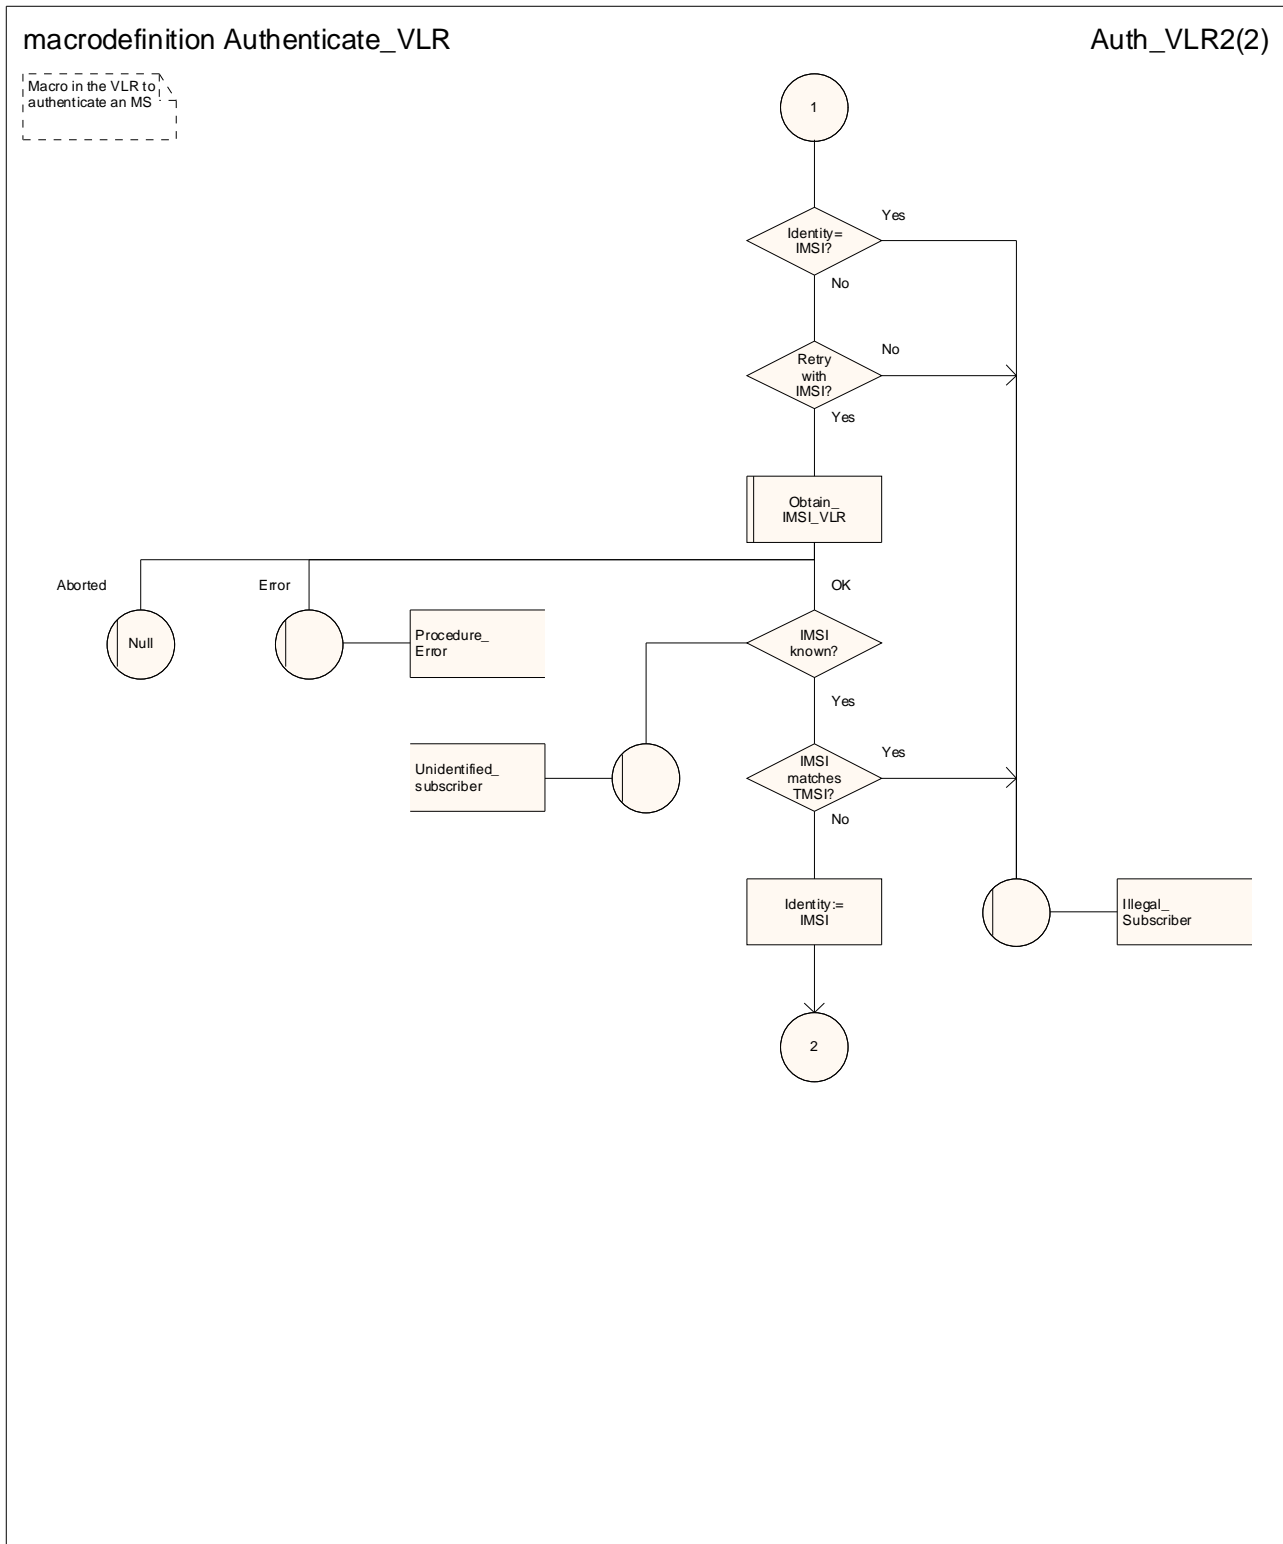 macrodefinition Authenticate_VLR
Auth_VLR2(2)
Macro in the VLR to
authenticate an MS
1
Identity=
IMSI?
Yes
No
Retry
with
IMSI?
No
Yes
Obtain_
IMSI_VLR
Aborted
Error
OK
Null
Procedure_
Error
IMSI
known?
Yes
Unidentified_
subscriber
IMSI
matches
TMSI?
Yes
No
Identity:=
IMSI
Illegal_
Subscriber
2